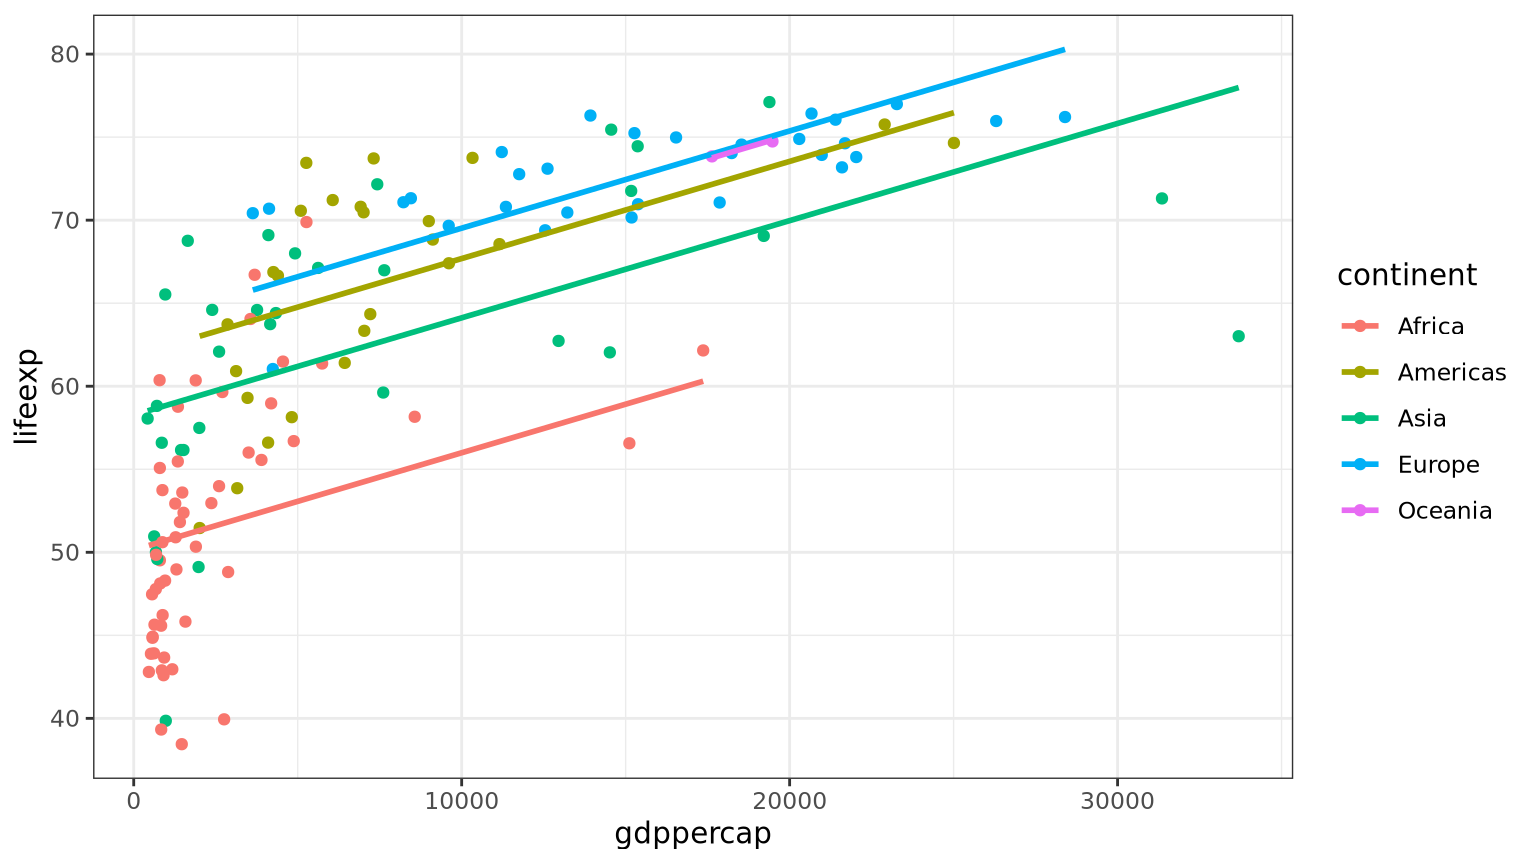 80
70
60
50
40
lifeexp
0 10000 20000 30000
gdppercap
continent
Africa
Americas
Asia
Europe
Oceania